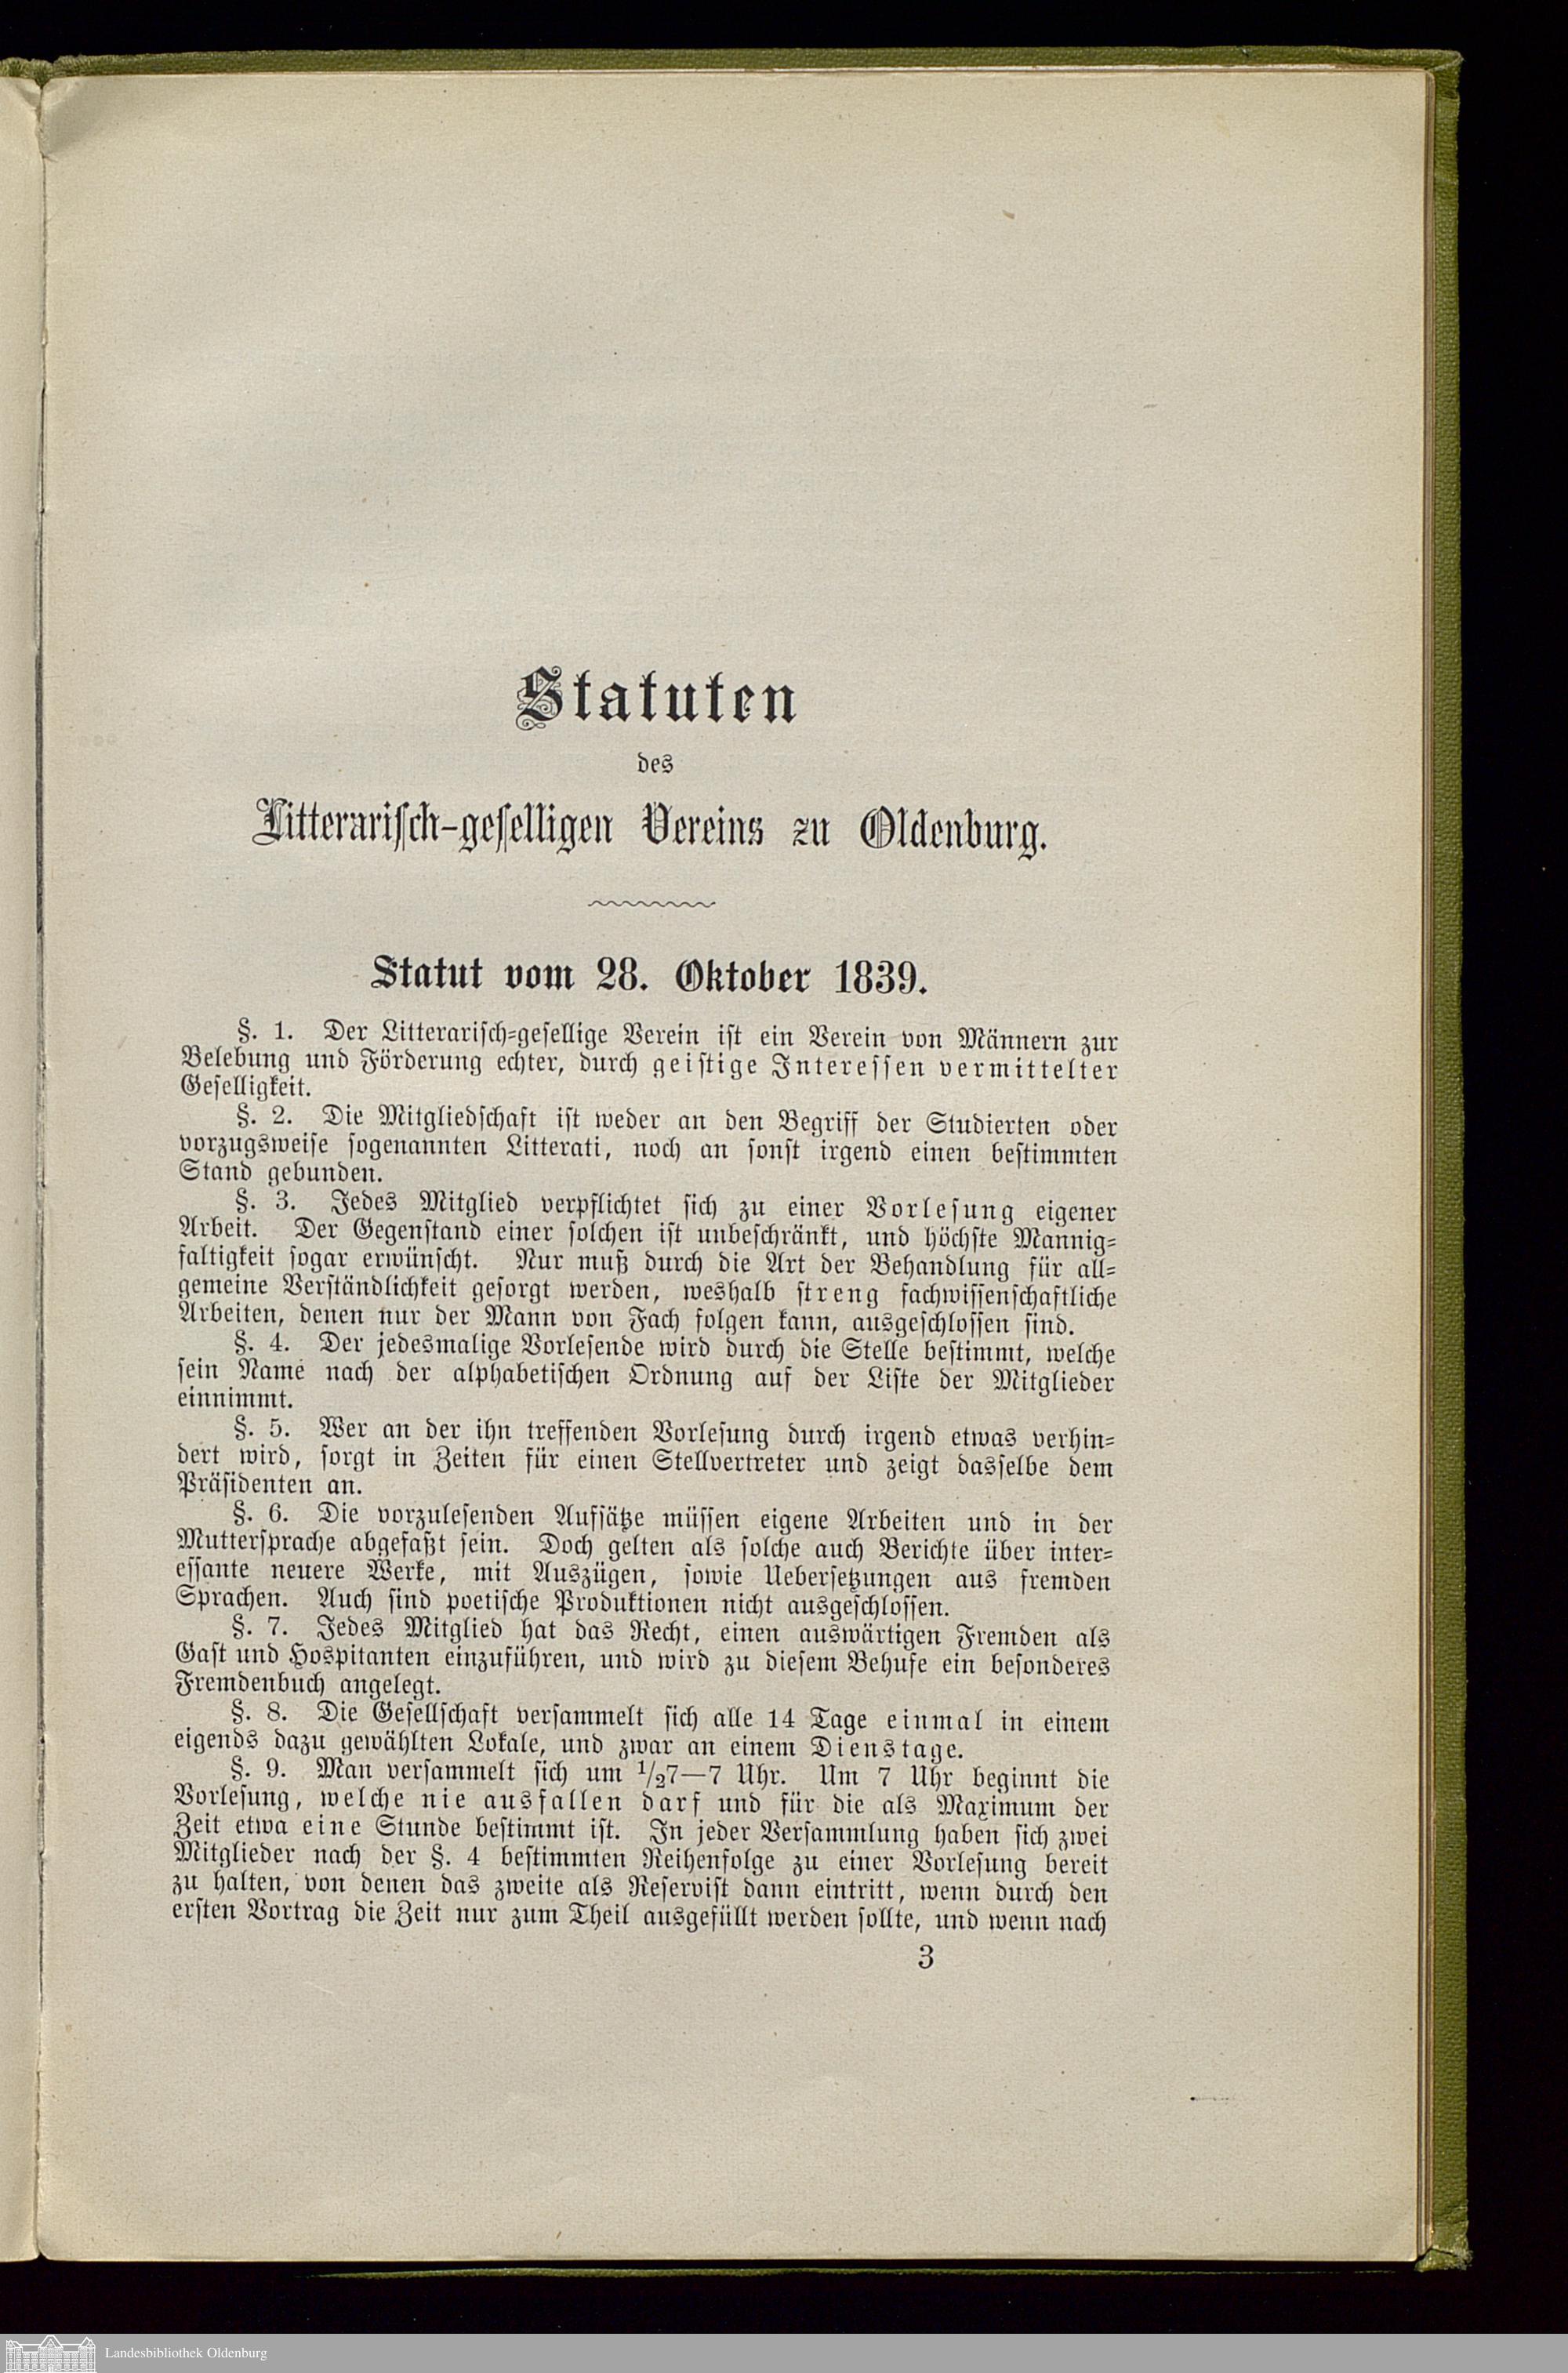 Statuten
des
Litterarisch-geselligen Vereins zu Oldenburg.
Statut vom 28. Oktober 1839.
§. 1. Der Litterarisch-gesellige Verein ist ein Verein von Männern zur
Belebung und Förderung echter, durch geistige Interessen vermittelter
Geselligkeit.
§. 2. Die Mitgliedschaft ist weder an den Begriff der Studierten oder
vorzugsweise sogenannten Litterati, noch an sonst irgend einen bestimmten
Stand gebunden.
§. 3. Jedes Mitglied verpflichtet sich zu einer Vorlesung eigener
Arbeit. Der Gegenstand einer solchen ist unbeschränkt, und höchste Mannig-
faltigkeit sogar erwünscht. Nur muß durch die Art der Behandlung für all-
gemeine Verständlichkeit gesorgt werden, weshalb streng fachwissenschaftliche
Arbeiten, denen nur der Mann von Fach folgen kann, ausgeschlossen sind.
§. 4. Der jedesmalige Vorlesende wird durch die Stelle bestimmt, welche
sein Name nach der alphabetischen Ordnung auf der Liste der Mitglieder
einnimmt.
§. 5. Wer an der ihn treffenden Vorlesung durch irgend etwas verhin-
dert wird, sorgt in Zeiten für einen Stellvertreter und zeigt dasselbe dem
Präsidenten an.
§. 6. Die vorzulesenden Aufsätze müssen eigene Arbeiten und in der
Muttersprache abgefaßt sein. Doch gelten als solche auch Berichte über inter-
essante neuere Werke, mit Auszügen, sowie Uebersetzungen aus fremden
Sprachen. Auch sind poetische Produktionen nicht ausgeschlossen.
§. 7. Jedes Mitglied hat das Recht, einen auswärtigen Fremden als
Gast und Hospitanten einzuführen, und wird zu diesem Behufe ein besonderes
Fremdenbuch angelegt.
§. 8. Die Gesellschaft versammelt sich alle 14 Tage einmal in einem
eigends dazu gewählten Lokale, und zwar an einem Dienstage.
§. 9. Man versammelt sich um 1/27—7 Uhr. Um 7 Uhr beginnt die
Vorlesung, welche nie ausfallen darf und für die als Maximum der
Zeit etwa eine Stunde bestimmt ist. In jeder Versammlung haben sich zwei
Mitglieder nach der §. 4 bestimmten Reihenfolge zu einer Vorlesung bereit
zu halten, von denen das zweite als Reservist dann eintritt, wenn durch den
ersten Vortrag die Zeit nur zum Theil ausgefüllt werden sollte, und wenn nach
3
Landesbibliothek Oldenburg